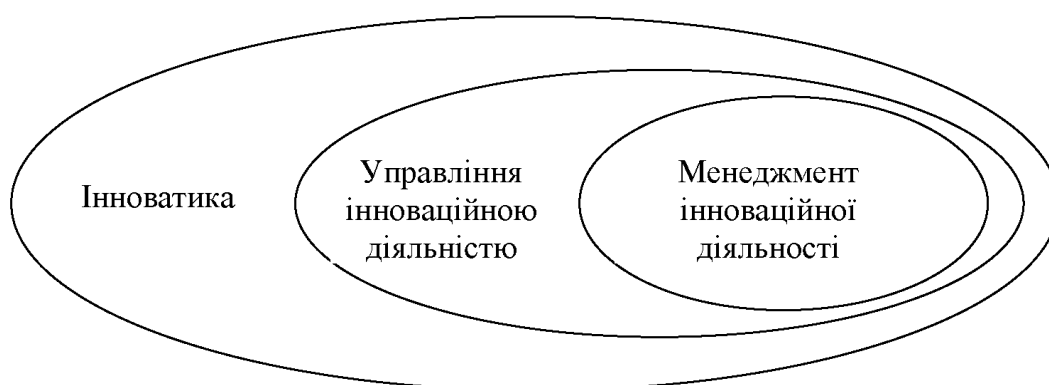 Інноватика
Управління
інноваційною
діяльністю
Менеджмент
інноваційної
діяльності